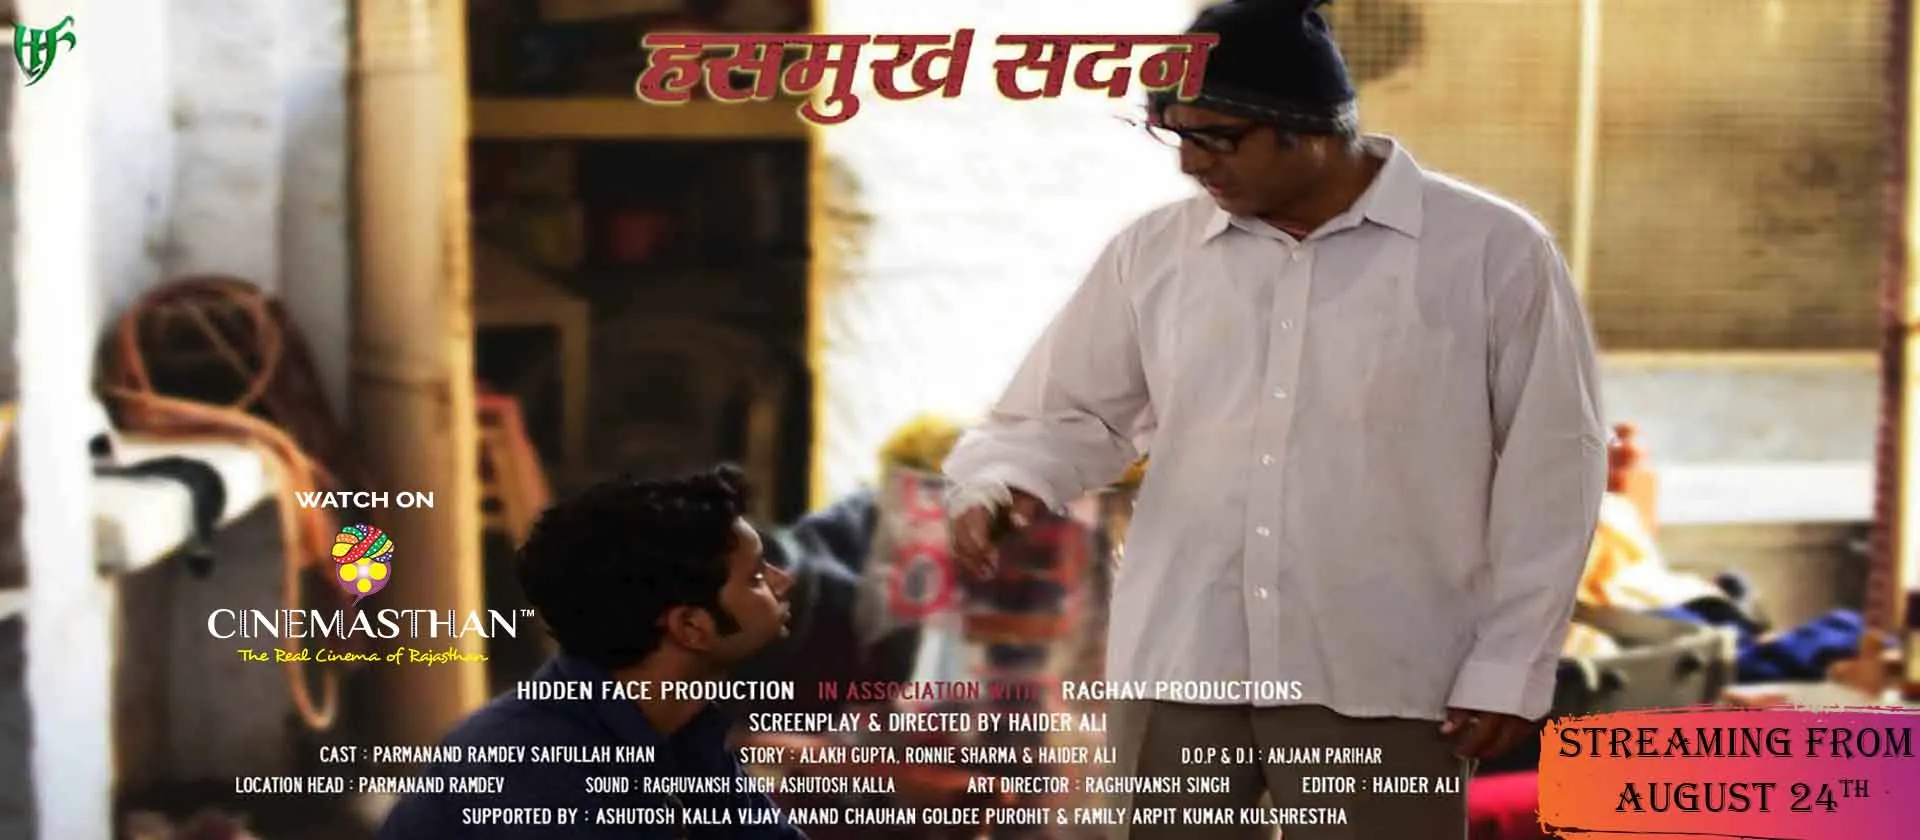 हसमुख सदन
WATCH ON
CINEMASTHAN™
The Real Cinema of Rajasthan
HIDDEN FACE PRODUCTION IN ASSOCIATION WITH RAGHAV PRODUCTIONS
SCREENPLAY & DIRECTED BY HAIDER ALI
CAST : PARMANAND RAMDEV SAIFULLAH KHAN STORY : ALAKH GUPTA, RONNIE SHARMA & HAIDER ALI D.O.P & D.I : ANJAAN PARIHAR
LOCATION HEAD : PARMANAND RAMDEV SOUND : RAGHUVANSH SINGH ASHUTOSH KALLA ART DIRECTOR : RAGHUVANSH SINGH EDITOR : HAIDER ALI
SUPPORTED BY : ASHUTOSH KALLA VIJAY ANAND CHAUHAN GOLDEE PUROHIT & FAMILY ARPIT KUMAR KULSHRESTHA
STREAMING FROM
AUGUST 24TH